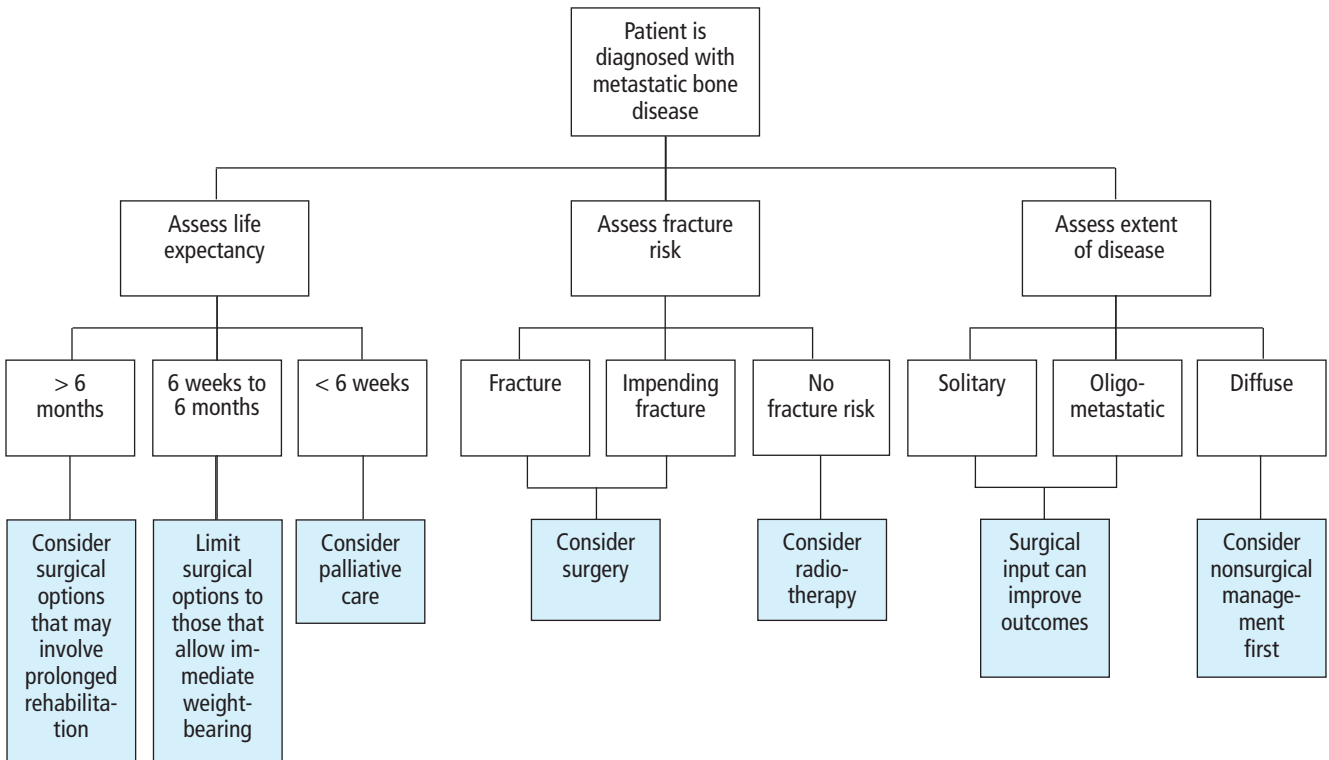 Patient is
diagnosed with
metastatic bone
disease
Assess life
expectancy
Assess fracture
risk
Assess extent
of disease
> 6
months
6 weeks to
6 months
< 6 weeks
Fracture
Impending
fracture
No
fracture risk
Solitary
Oligo-
metastatic
Diffuse
Consider
surgical
options
that may
involve
prolonged
rehabilita-
tion
Limit
surgical
options to
those that
allow im-
mediate
weight-
bearing
Consider
palliative
care
Consider
surgery
Consider
radio-
therapy
Surgical
input can
improve
outcomes
Consider
nonsurgical
manage-
ment
first